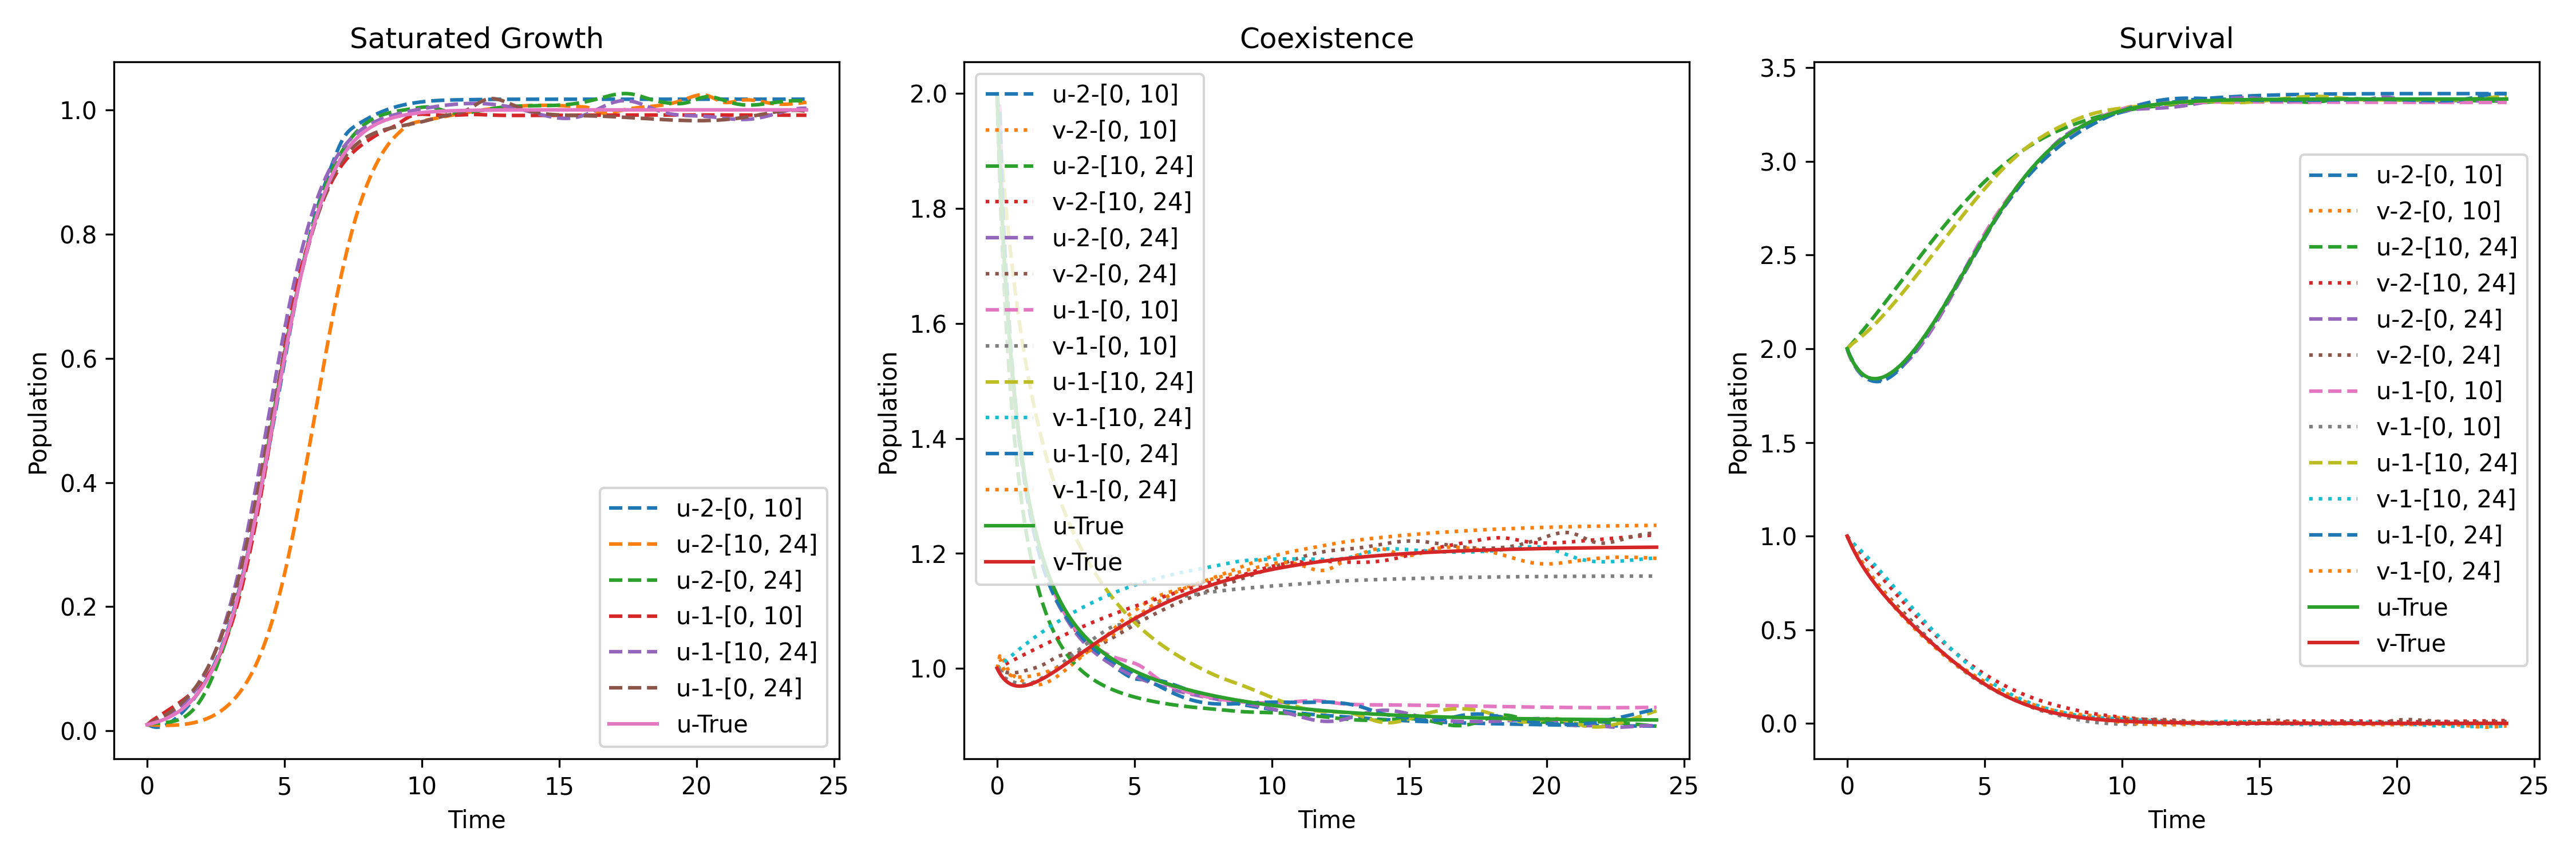 Saturated Growth
Population
1.0
0.8
0.6
0.4
0.2
0.0
0
5
10
15
20
25
Time
u-2-[0, 10]
u-2-[10, 24]
u-2-[0, 24]
u-1-[0, 10]
u-1-[10, 24]
u-1-[0, 24]
u-True
Coexistence
Population
2.0
1.8
1.6
1.4
1.2
1.0
0
5
10
15
20
25
Time
u-2-[0, 10]
v-2-[0, 10]
u-2-[10, 24]
v-2-[10, 24]
u-2-[0, 24]
v-2-[0, 24]
u-1-[0, 10]
v-1-[0, 10]
u-1-[10, 24]
v-1-[10, 24]
u-1-[0, 24]
v-1-[0, 24]
u-True
v-True
Survival
Population
3.5
3.0
2.5
2.0
1.5
1.0
0.5
0.0
0
5
10
15
20
25
Time
u-2-[0, 10]
v-2-[0, 10]
u-2-[10, 24]
v-2-[10, 24]
u-2-[0, 24]
v-2-[0, 24]
u-1-[0, 10]
v-1-[0, 10]
u-1-[10, 24]
v-1-[10, 24]
u-1-[0, 24]
v-1-[0, 24]
u-True
v-True